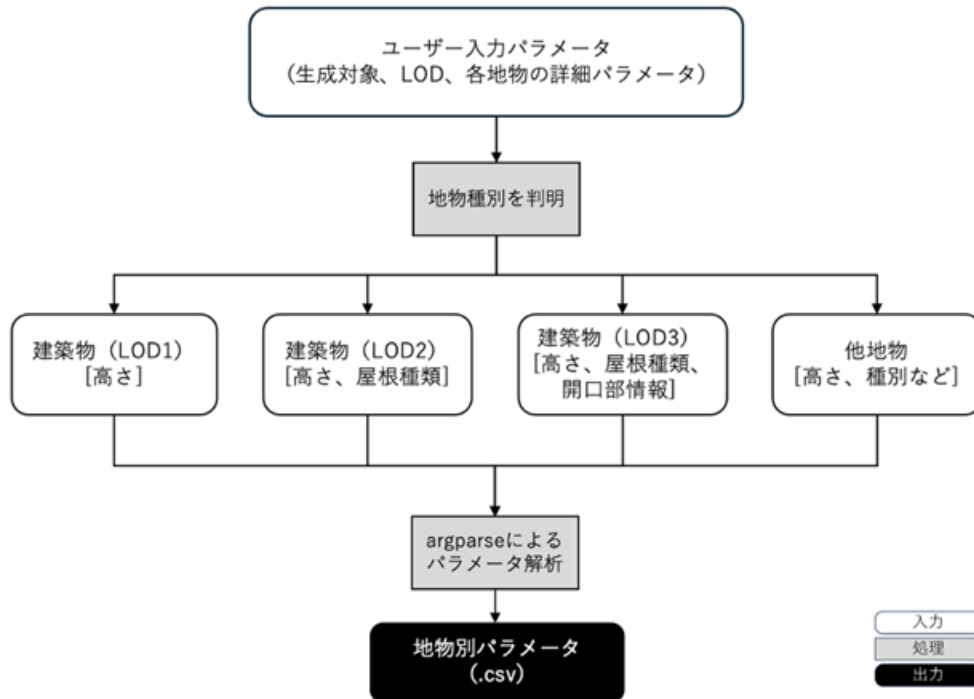 ユーザー入力パラメータ
（生成対象、LOD、各地物の詳細パラメータ）
地物種別を判明
建築物（LOD1）
[高さ]
建築物（LOD2）
[高さ、屋根種類]
建築物（LOD3）
[高さ、屋根種類、
開口部情報]
他地物
[高さ、種別など]
argparseによる
パラメータ解析
地物別パラメータ
(.csv)
入力
処理
出力